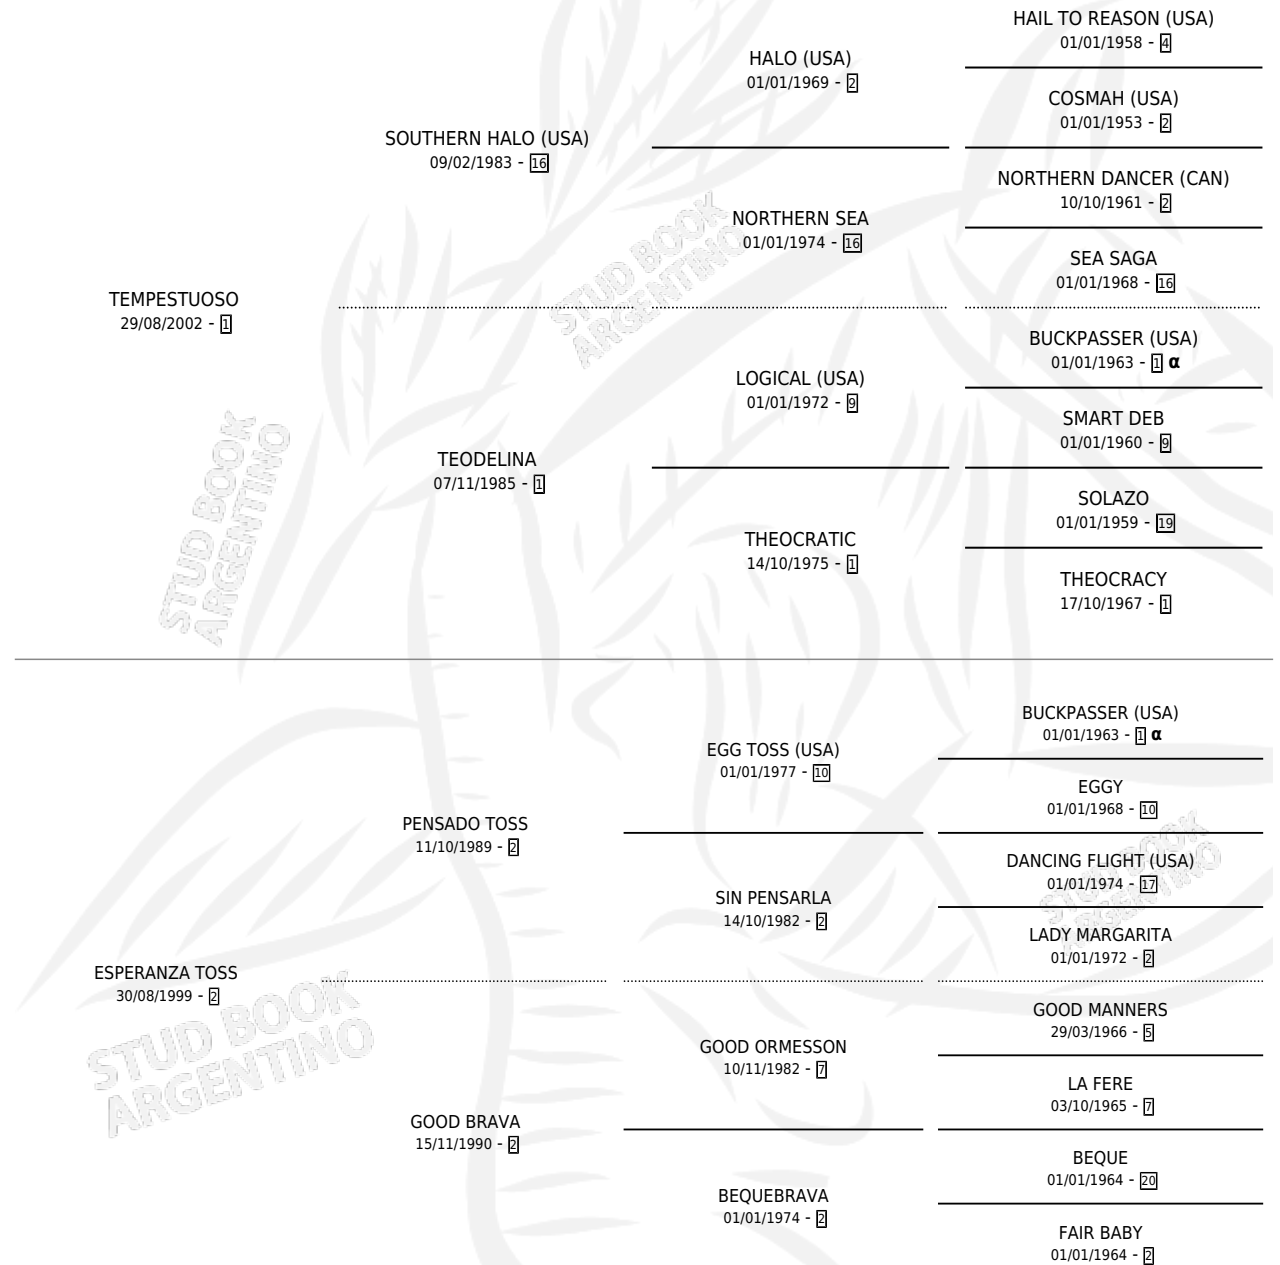 HAIL TO REASON (USA)
01/01/1958 - 4
HALO (USA)
01/01/1969 - 2
COSMAH (USA)
01/01/1953 - 2
SOUTHERN HALO (USA)
09/02/1983 - 16
NORTHERN DANCER (CAN)
10/10/1961 - 2
NORTHERN SEA
01/01/1974 - 16
SEA SAGA
01/01/1968 - 16
STUD BOOK
ARGENTINO
TEMPESTUOSO
29/08/2002 - 1
BUCKPASSER (USA)
01/01/1963 - 1 α
LOGICAL (USA)
01/01/1972 - 9
SMART DEB
01/01/1960 - 9
TEODELINA
07/11/1985 - 1
SOLAZO
01/01/1959 - 19
THEOCRATIC
14/10/1975 - 1
THEOCRACY
17/10/1967 - 1
STUD BOOK
ARGENTINO
BUCKPASSER (USA)
01/01/1963 - 1 α
EGG TOSS (USA)
01/01/1977 - 10
EGGY
01/01/1968 - 10
PENSADO TOSS
11/10/1989 - 2
DANCING FLIGHT (USA)
01/01/1974 - 17
STUD BOOK
ARGENTINO
SIN PENSARLA
14/10/1982 - 2
LADY MARGARITA
01/01/1972 - 2
ESPERANZA TOSS
30/08/1999 - 2
STUD BOOK
ARGENTINO
GOOD MANNERS
29/03/1966 - 5
GOOD ORMESSON
10/11/1982 - 7
LA FERE
03/10/1965 - 7
GOOD BRAVA
15/11/1990 - 2
BEQUE
01/01/1964 - 20
BEQUEBRAVA
01/01/1974 - 2
FAIR BABY
01/01/1964 - 2